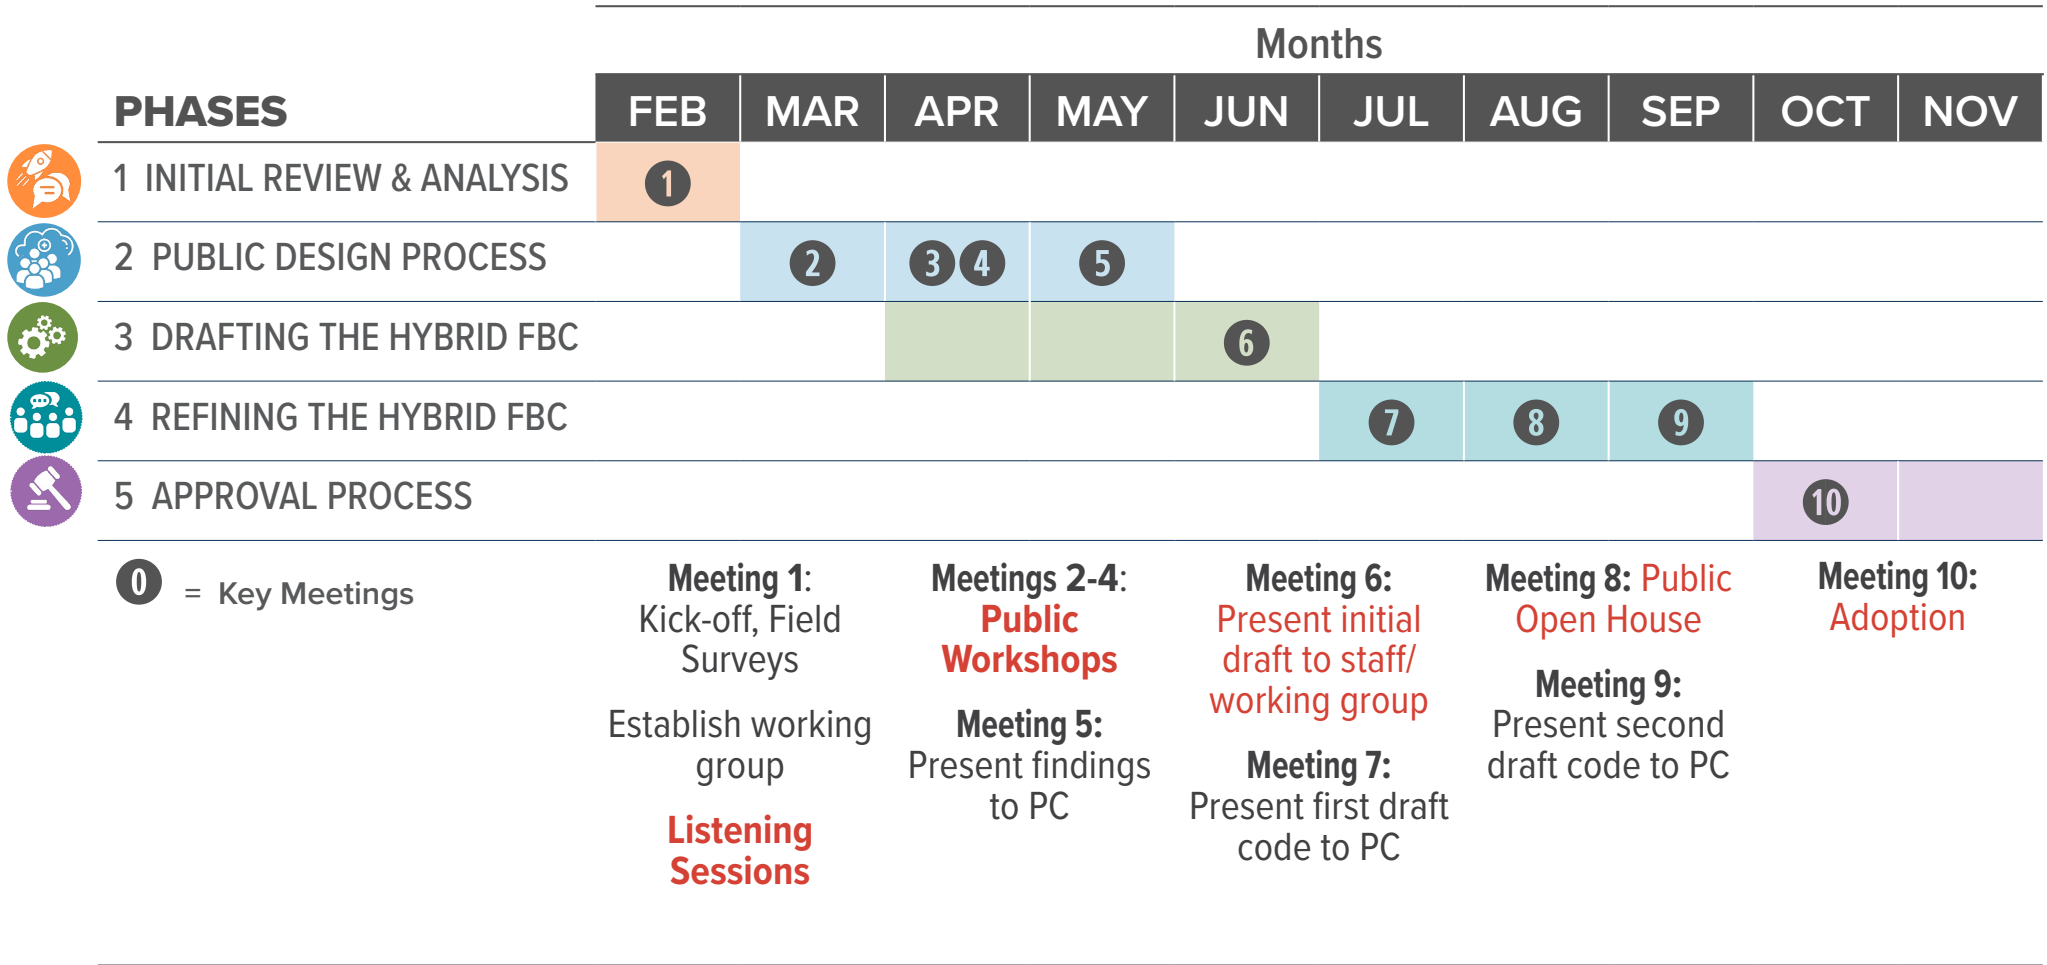 Months
PHASES FEB MAR APR MAY JUN JUL AUG SEP OCT NOV
1 INITIAL REVIEW & ANALYSIS 1
2 PUBLIC DESIGN PROCESS 2 3 4 5
3 DRAFTING THE HYBRID FBC 6
4 REFINING THE HYBRID FBC 7 8 9
5 APPROVAL PROCESS 10
0 = Key Meetings
Meeting 1:
Kick-off, Field
Surveys
Establish working
group
Listening
Sessions
Meetings 2-4:
Public
Workshops
Meeting 5:
Present findings
to PC
Meeting 6:
Present initial
draft to staff/
working group
Meeting 7:
Present first draft
code to PC
Meeting 8: Public
Open House
Meeting 9:
Present second
draft code to PC
Meeting 10:
Adoption